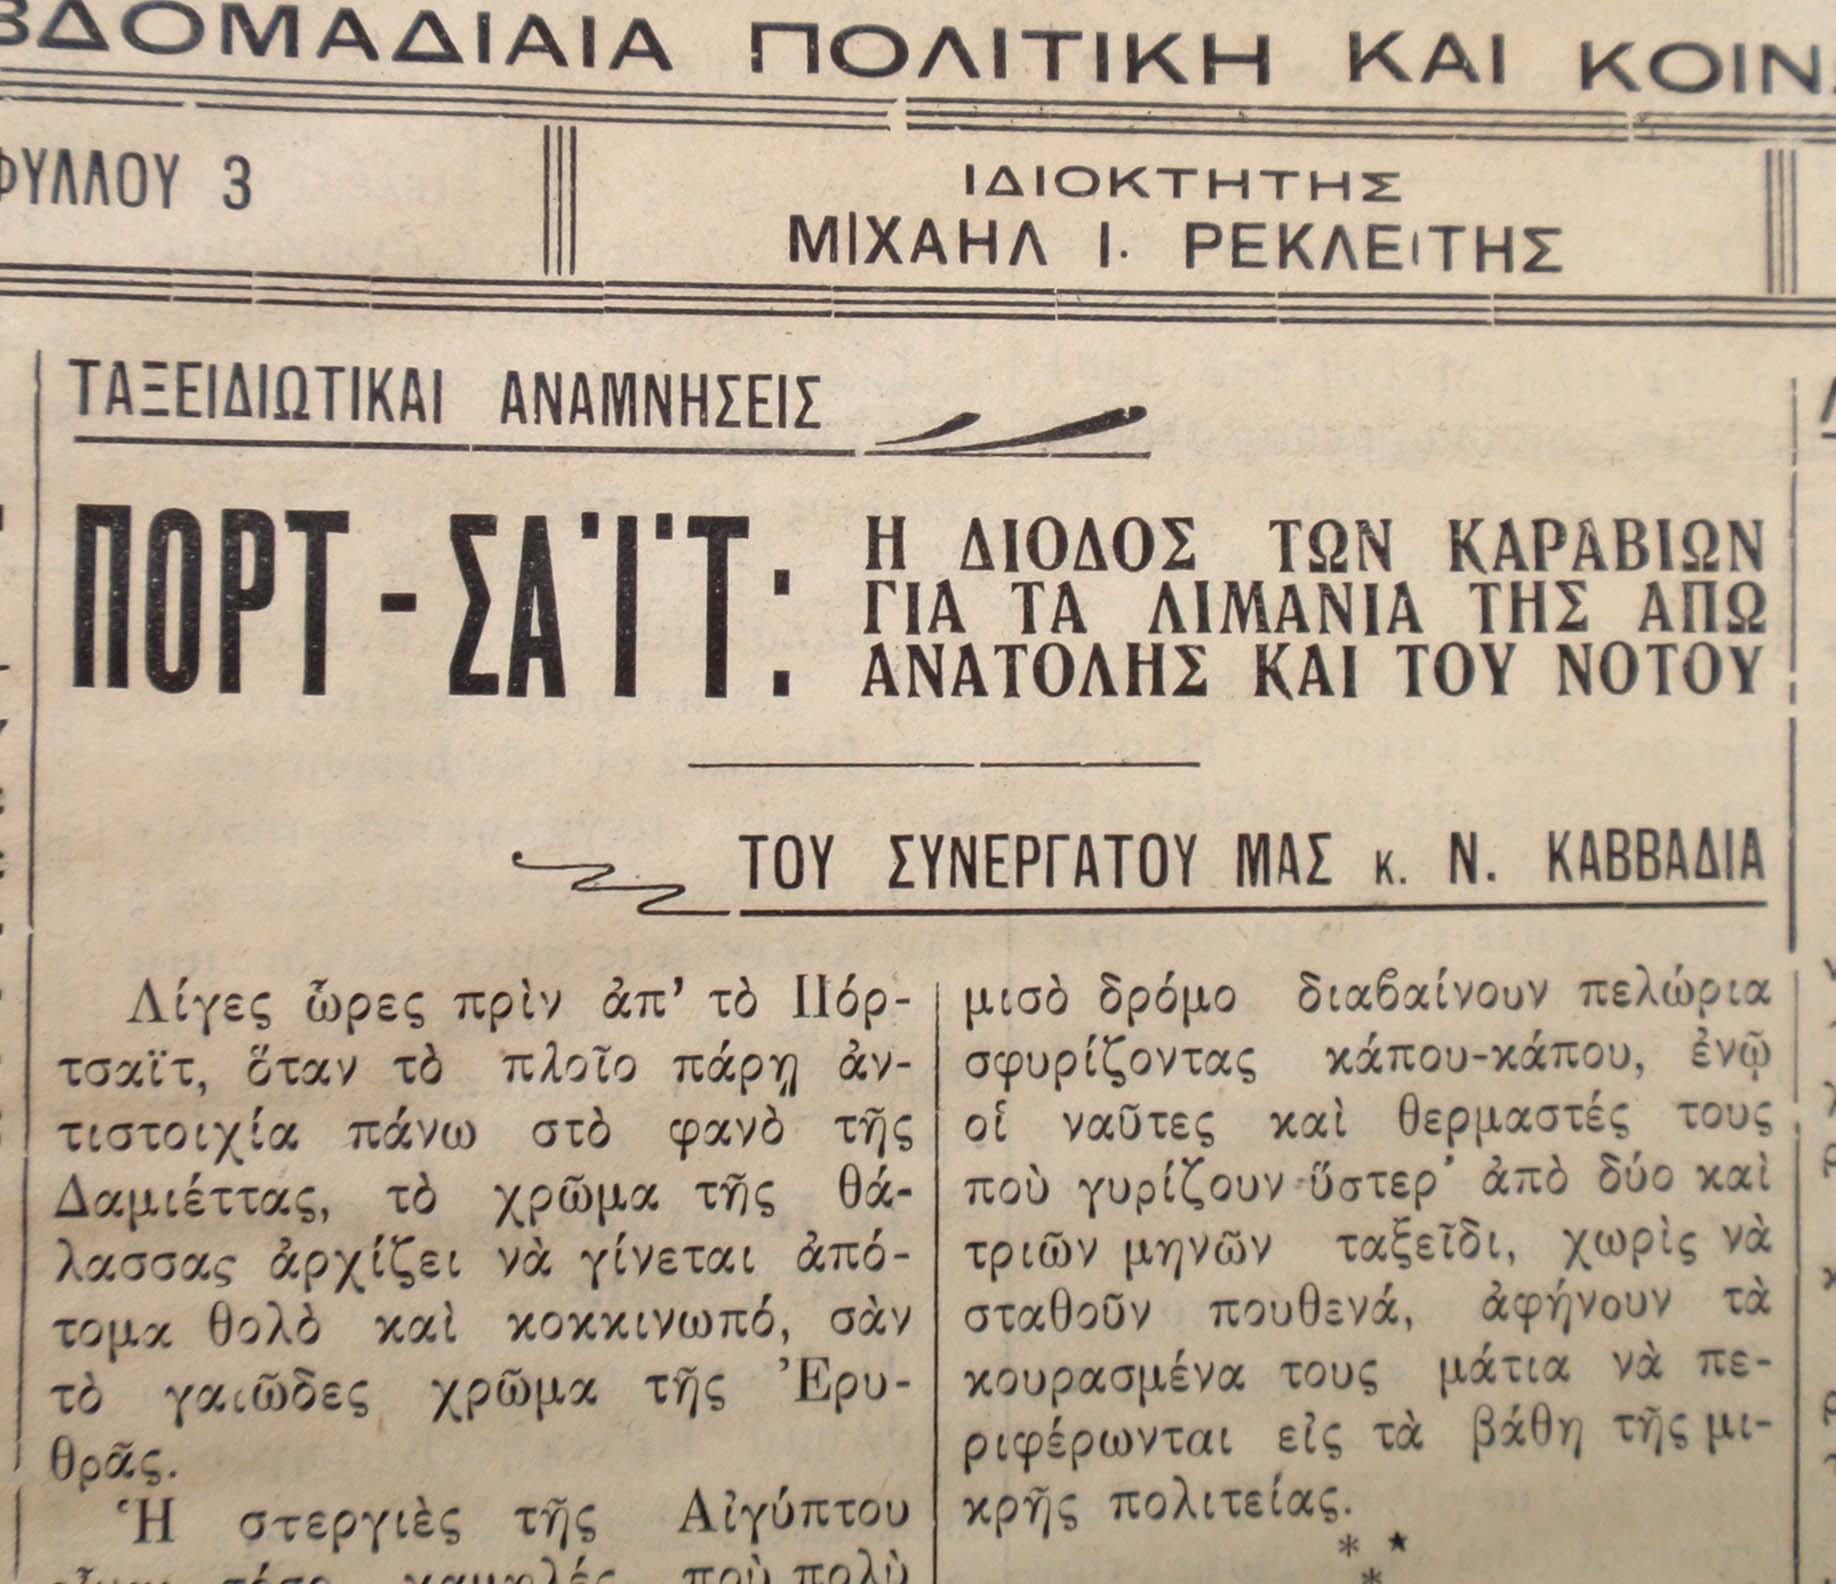 ΒΔΟΜΑΔΙΑΙΑ ΠΟΛΙΤΙΚΗ ΚΑΙ ΚΟΙΝ
ΦΥΛΛΟΥ 3
ΙΔΙΟΚΤΗΤΗΣ
ΜΙΧΑΗΛ Ι. ΡΕΚΛΕΙΤΗΣ
ΤΑΞΕΙΔΙΩΤΙΚΑΙ ΑΝΑΜΝΗΣΕΙΣ
ΠΟΡΤ-ΣΑΪΤ:
Η ΔΙΟΔΟΣ ΤΩΝ ΚΑΡΑΒΙΩΝ
ΓΙΑ ΤΑ ΛΙΜΑΝΙΑ ΤΗΣ ΑΠΩ
ΑΝΑΤΟΛΗΣ ΚΑΙ ΤΟΥ ΝΟΤΟΥ
ΤΟΥ ΣΥΝΕΡΓΑΤΟΥ ΜΑΣ κ. Ν. ΚΑΒΒΑΔΙΑ
Λίγες ὧρες πρὶν ἀπ' τὸ Πόρ-
τσαϊτ, ὅταν τὸ πλοῖο πάρῃ ἀν-
τιστοιχία πάνω στὸ φανὸ τῆς
Δαμιέττας, τὸ χρῶμα τῆς θά-
λασσας ἀρχίζει νὰ γίνεται ἀπό-
τομα θολὸ καὶ κοκκινωπό, σὰν
τὸ γαιῶδες χρῶμα τῆς Ἐρυ-
θρᾶς.
Ἡ στεργιὲς τῆς Αἰγύπτου
εἶναι τόσο χαμηλές ποὺ πολὺ
μισὸ δρόμο διαβαίνουν πελώρια
σφυρίζοντας κάπου-κάπου, ἐνῷ
οἱ ναῦτες καὶ θερμαστές τους
ποὺ γυρίζουν ὕστερ' ἀπὸ δύο καὶ
τριῶν μηνῶν ταξεῖδι, χωρὶς νὰ
σταθοῦν πουθενά, ἀφήνουν τὰ
κουρασμένα τους μάτια νὰ πε-
ριφέρωνται εἰς τὰ βάθη τῆς μι-
κρῆς πολιτείας.
* *
*